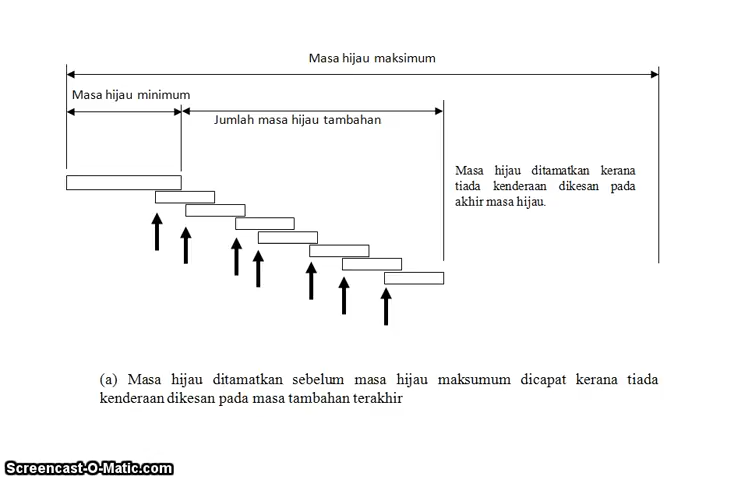 Masa hijau maksimum
Masa hijau minimum
Jumlah masa hijau tambahan
Masa hijau ditamatkan kerana
tiada kenderaan dikesan pada
akhir masa hijau.
(a) Masa hijau ditamatkan sebelum masa hijau maksumum dicapat kerana tiada
kenderaan dikesan pada masa tambahan terakhir
Screencast-O-Matic.com